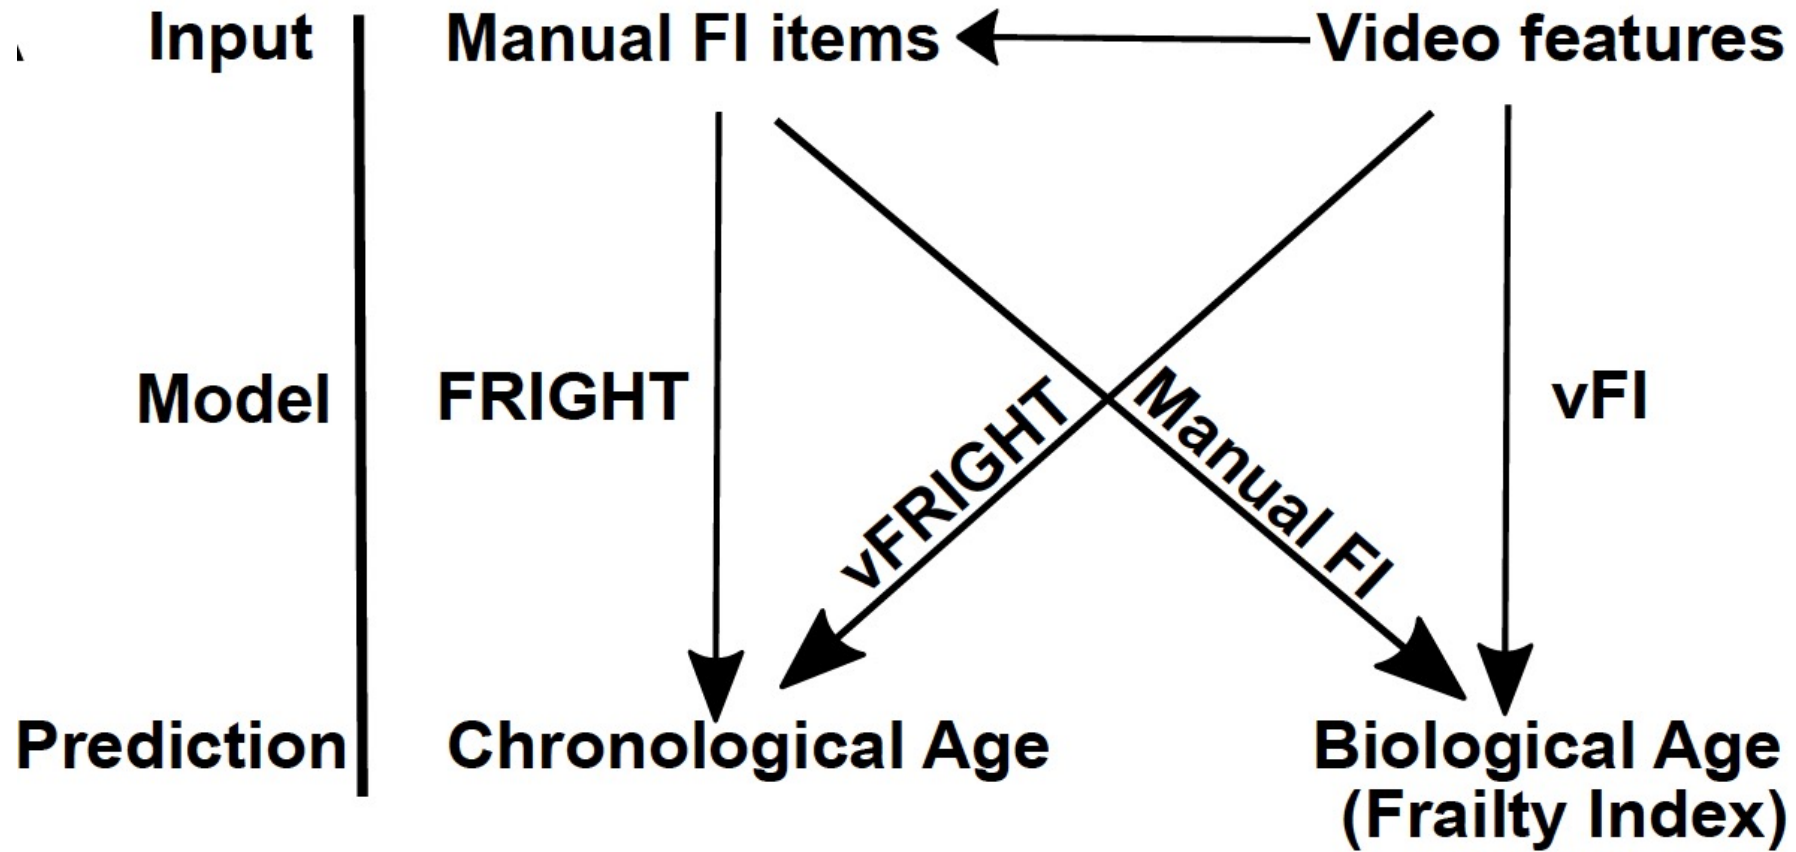 Input Manual FI items Video features
Model FRIGHT vFRIGHT Manual FI vFI
Prediction Chronological Age Biological Age
(Frailty Index)